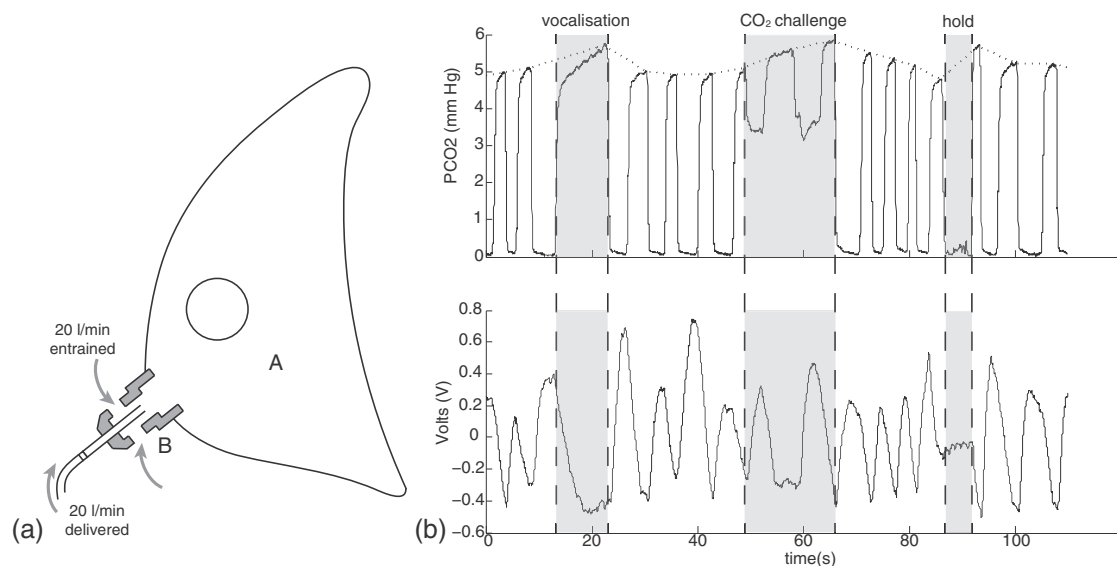 20 l/min
entrained
A
B
20 l/min
delivered
(a)
vocalisation
CO₂ challenge
hold
PCO2 (mm Hg)
6
5
4
3
2
1
0
Volts (V)
0.8
0.6
0.4
0.2
0
−0.2
−0.4
−0.6
0
20
40
60
80
100
time(s)
(b)